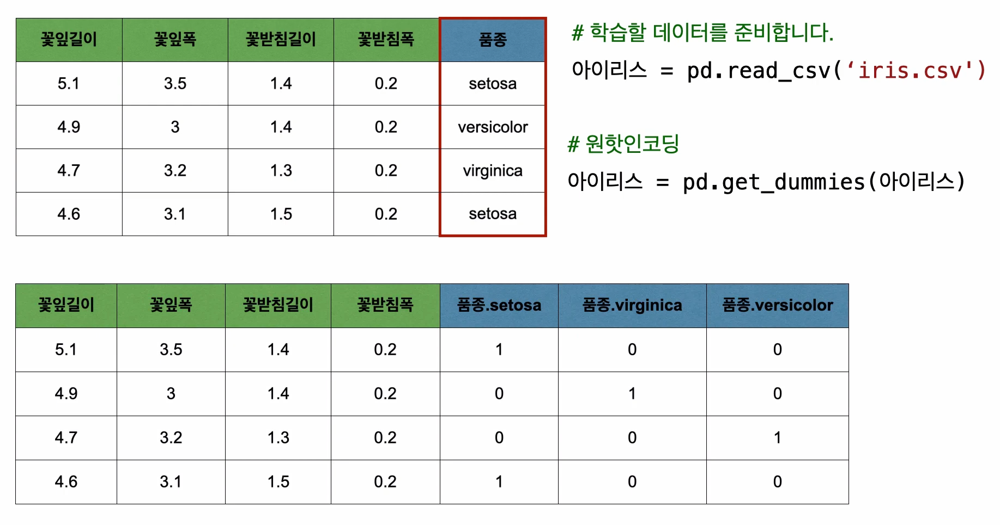 꽃잎길이 꽃잎폭 꽃받침길이 꽃받침폭 품종
5.1 3.5 1.4 0.2 setosa
4.9 3 1.4 0.2 versicolor
4.7 3.2 1.3 0.2 virginica
4.6 3.1 1.5 0.2 setosa
# 학습할 데이터를 준비합니다.
아이리스 = pd.read_csv(‘iris.csv')
# 원핫인코딩
아이리스 = pd.get_dummies(아이리스)
꽃잎길이 꽃잎폭 꽃받침길이 꽃받침폭 품종.setosa 품종.virginica 품종.versicolor
5.1 3.5 1.4 0.2 1 0 0
4.9 3 1.4 0.2 0 1 0
4.7 3.2 1.3 0.2 0 0 1
4.6 3.1 1.5 0.2 1 0 0